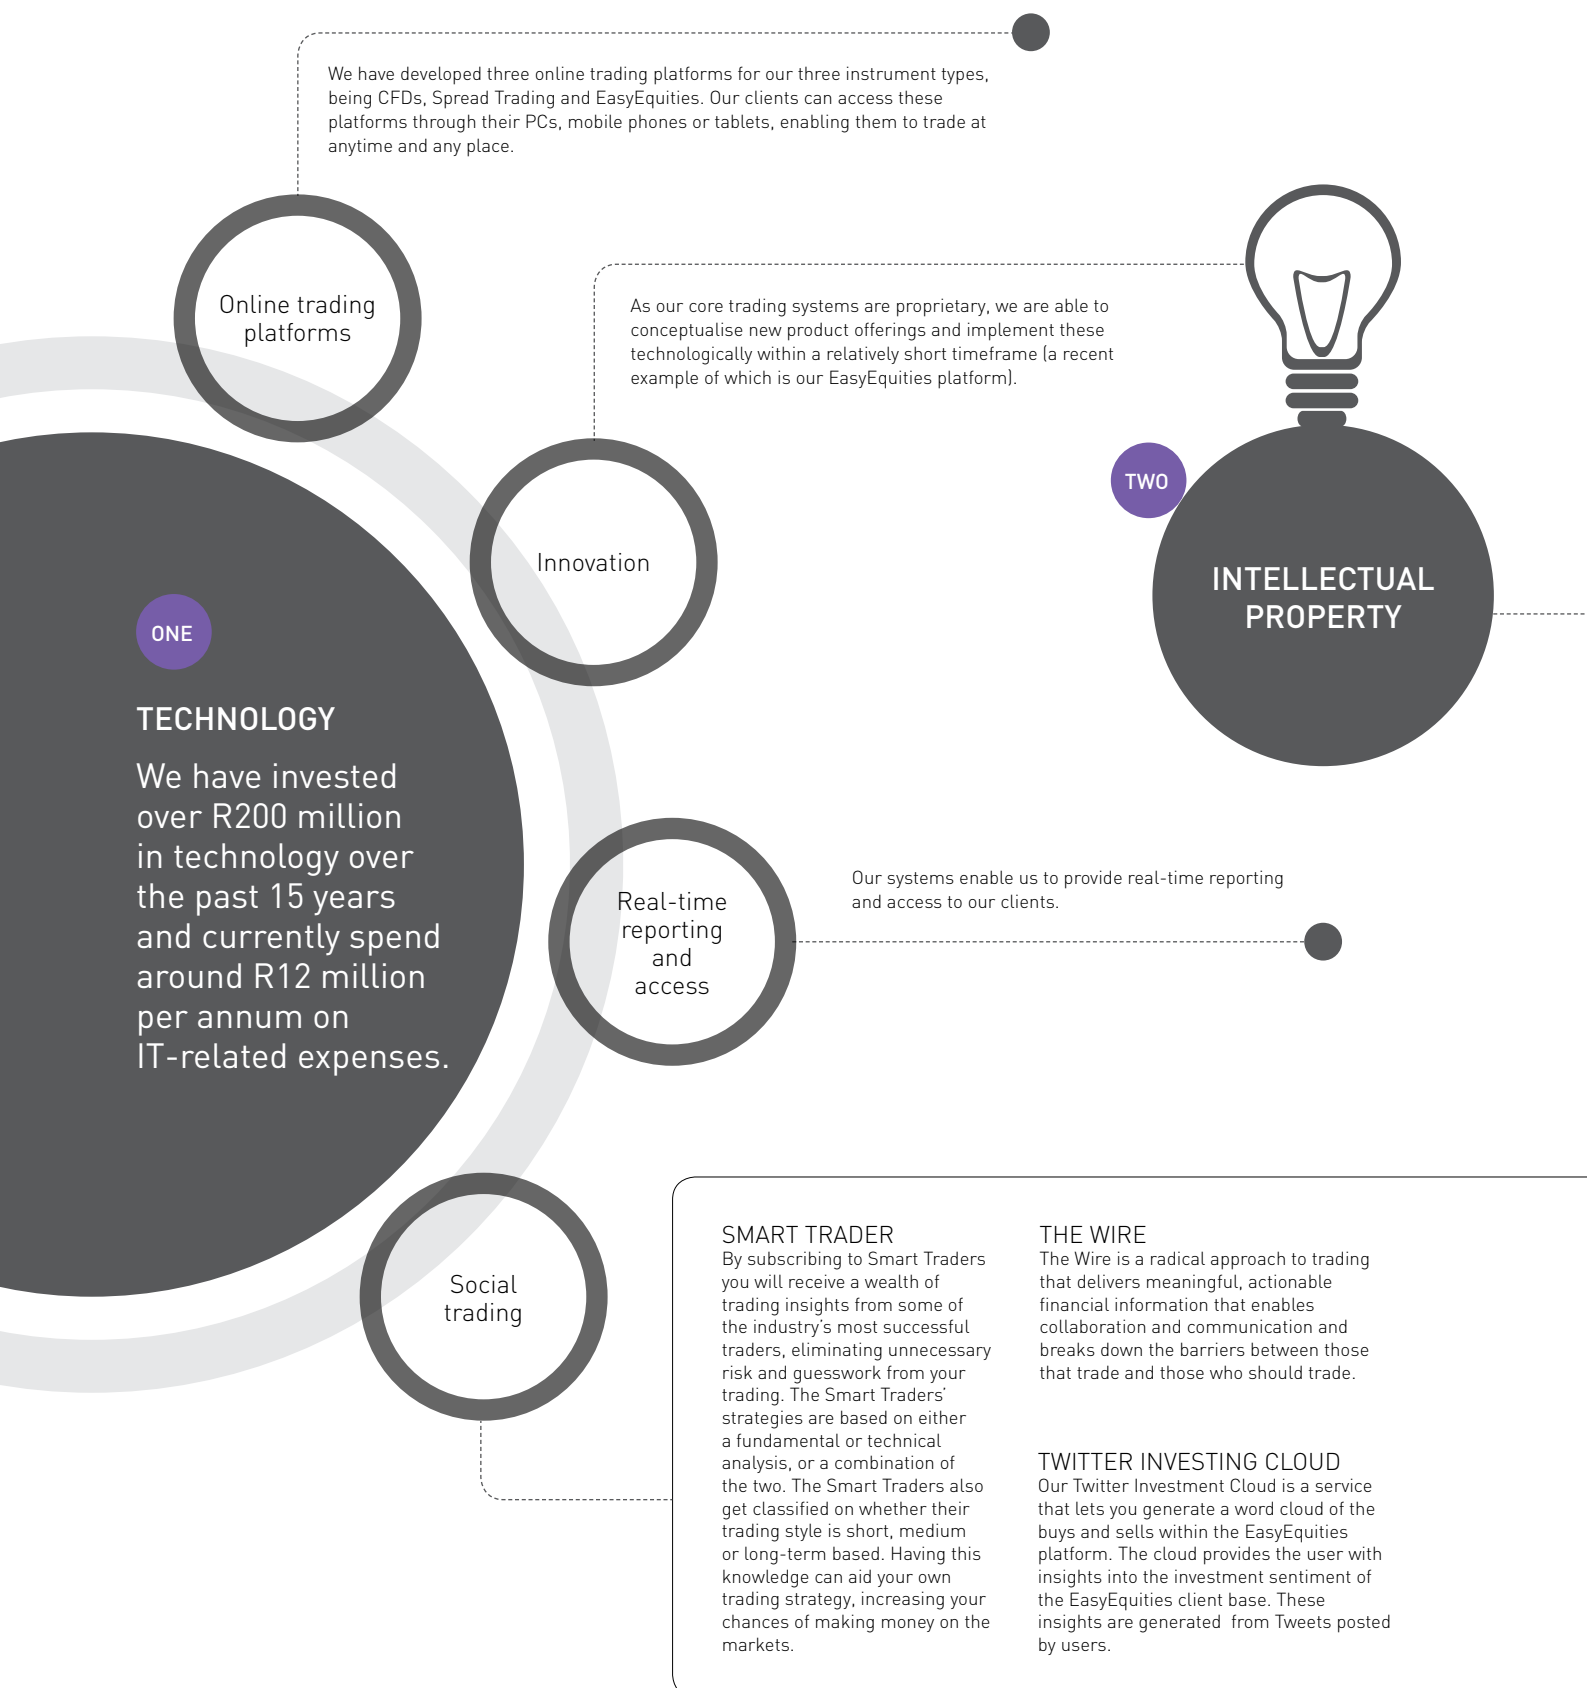 We have developed three online trading platforms for our three instrument types,
being CFDs, Spread Trading and EasyEquities. Our clients can access these
platforms through their PCs, mobile phones or tablets, enabling them to trade at
anytime and any place.
Online trading
platforms
As our core trading systems are proprietary, we are able to
conceptualise new product offerings and implement these
technologically within a relatively short timeframe (a recent
example of which is our EasyEquities platform).
Innovation
TWO
INTELLECTUAL
PROPERTY
ONE
TECHNOLOGY
We have invested
over R200 million
in technology over
the past 15 years
and currently spend
around R12 million
per annum on
IT-related expenses.
Real-time
reporting
and
access
Our systems enable us to provide real-time reporting
and access to our clients.
Social
trading
SMART TRADER
By subscribing to Smart Traders
you will receive a wealth of
trading insights from some of
the industry's most successful
traders, eliminating unnecessary
risk and guesswork from your
trading. The Smart Traders'
strategies are based on either
a fundamental or technical
analysis, or a combination of
the two. The Smart Traders also
get classified on whether their
trading style is short, medium
or long-term based. Having this
knowledge can aid your own
trading strategy, increasing your
chances of making money on the
markets.
THE WIRE
The Wire is a radical approach to trading
that delivers meaningful, actionable
financial information that enables
collaboration and communication and
breaks down the barriers between those
that trade and those who should trade.
TWITTER INVESTING CLOUD
Our Twitter Investment Cloud is a service
that lets you generate a word cloud of the
buys and sells within the EasyEquities
platform. The cloud provides the user with
insights into the investment sentiment of
the EasyEquities client base. These
insights are generated  from Tweets posted
by users.